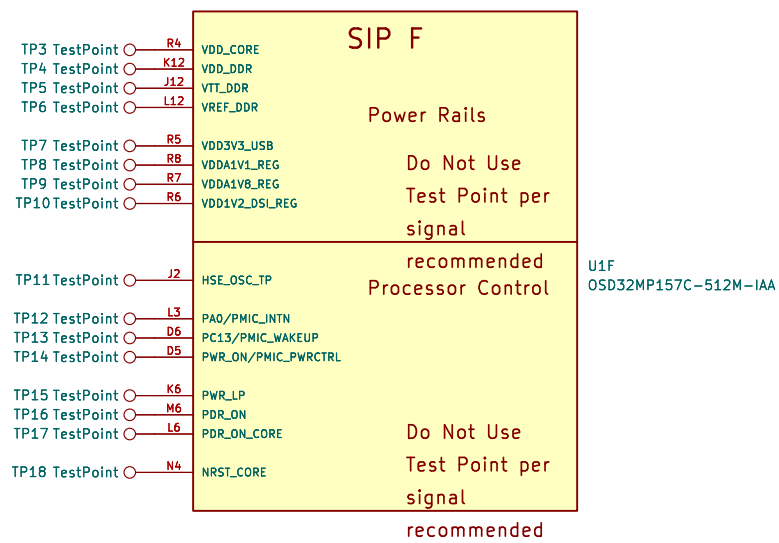 SIP F
TP3 TestPoint R4 VDD_CORE
TP4 TestPoint K12 VDD_DDR
TP5 TestPoint J12 VTT_DDR
TP6 TestPoint L12 VREF_DDR
Power Rails
TP7 TestPoint R5 VDD3V3_USB
TP8 TestPoint R8 VDDA1V1_REG
TP9 TestPoint R7 VDDA1V8_REG
TP10 TestPoint R6 VDD1V2_DSI_REG
Do Not Use
Test Point per
signal
recommended
Processor Control
U1F
OSD32MP157C-512M-IAA
TP11 TestPoint J2 HSE_OSC_TP
TP12 TestPoint L3 PA0/PMIC_INTN
TP13 TestPoint D6 PC13/PMIC_WAKEUP
TP14 TestPoint D5 PWR_ON/PMIC_PWRCTRL
TP15 TestPoint K6 PWR_LP
TP16 TestPoint M6 PDR_ON
TP17 TestPoint L6 PDR_ON_CORE
TP18 TestPoint N4 NRST_CORE
Do Not Use
Test Point per
signal
recommended